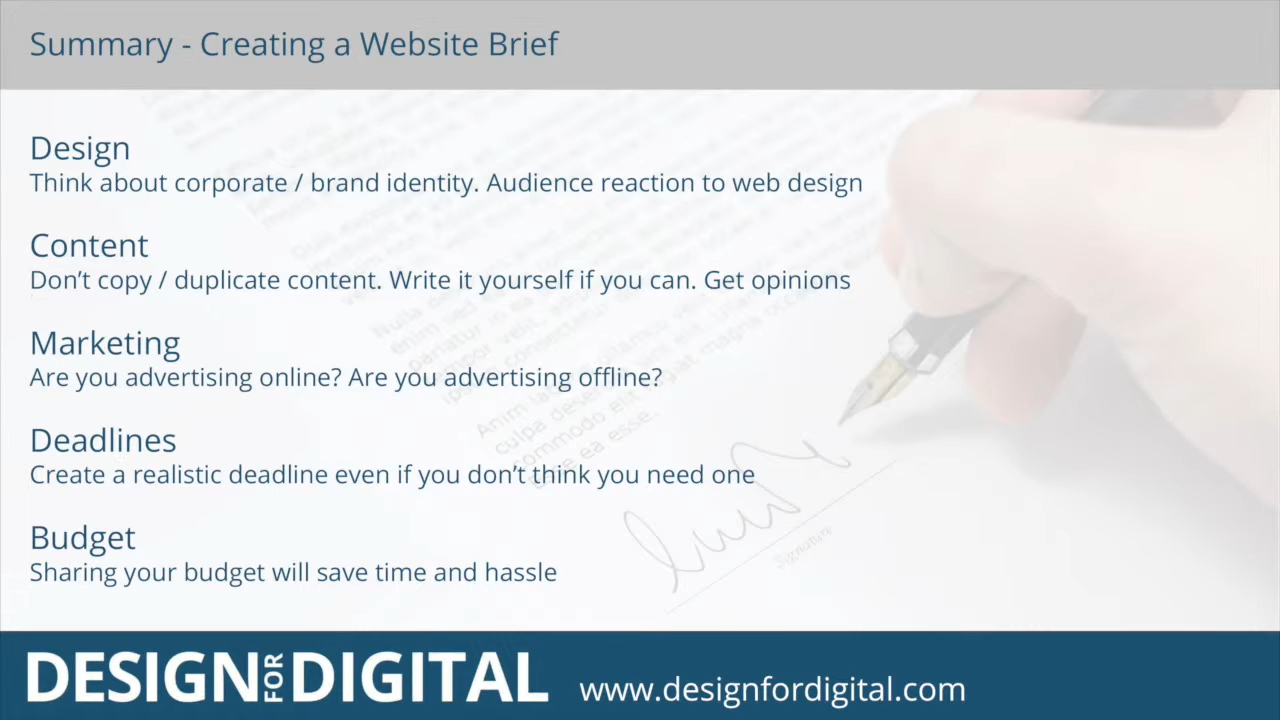 Summary - Creating a Website Brief
Design
Think about corporate / brand identity. Audience reaction to web design
Content
Don’t copy / duplicate content. Write it yourself if you can. Get opinions
Marketing
Are you advertising online? Are you advertising offline?
Deadlines
Create a realistic deadline even if you don’t think you need one
Budget
Sharing your budget will save time and hassle
Signature
DESIGN FOR DIGITAL
www.designfordigital.com